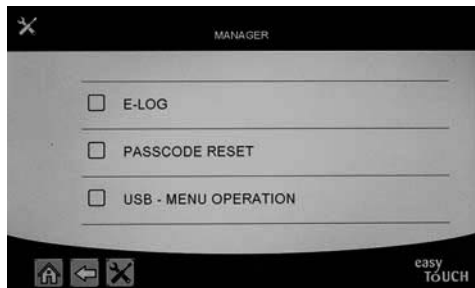 MANAGER
E-LOG
PASSCODE RESET
USB - MENU OPERATION
easy
TOUCH